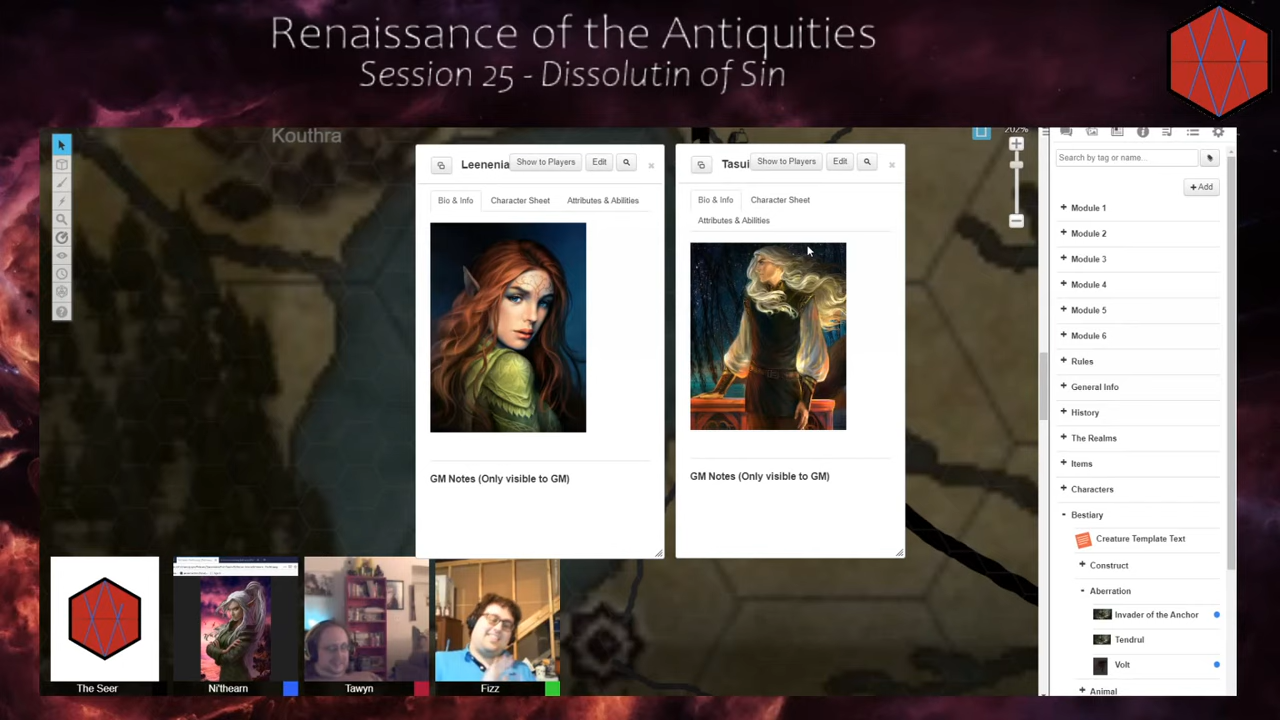 Renaissance of the Antiquities
Session 25 - Dissolutin of Sin
Kouthra
202%
Leenenia
Show to Players
Edit
Bio & Info
Character Sheet
Attributes & Abilities
GM Notes (Only visible to GM)
Tasui
Show to Players
Edit
Bio & Info
Character Sheet
Attributes & Abilities
GM Notes (Only visible to GM)
Search by tag or name...
+ Add
Module 1
Module 2
Module 3
Module 4
Module 5
Module 6
Rules
General Info
History
The Realms
Items
Characters
Bestiary
Creature Template Text
Construct
Aberration
Invader of the Anchor
Tendrul
Volt
Animal
The Seer
Ni'thearn
Tawyn
Fizz